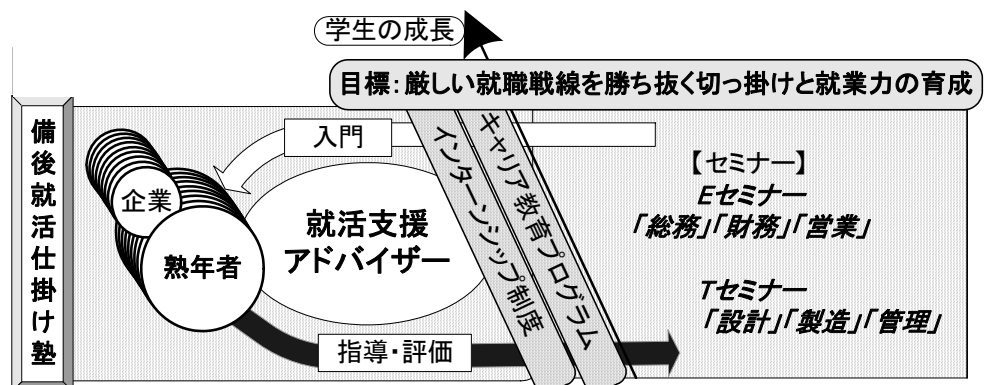 学生の成長
目標：厳しい就職戦線を勝ち抜く切っ掛けと就業力の育成
備後就活仕掛け塾
入門
企業
熟年者
就活支援
アドバイザー
指導・評価
インターンシップ制度
キャリア教育プログラム
【セミナー】
Eセミナー
「総務」「財務」「営業」
Tセミナー
「設計」「製造」「管理」